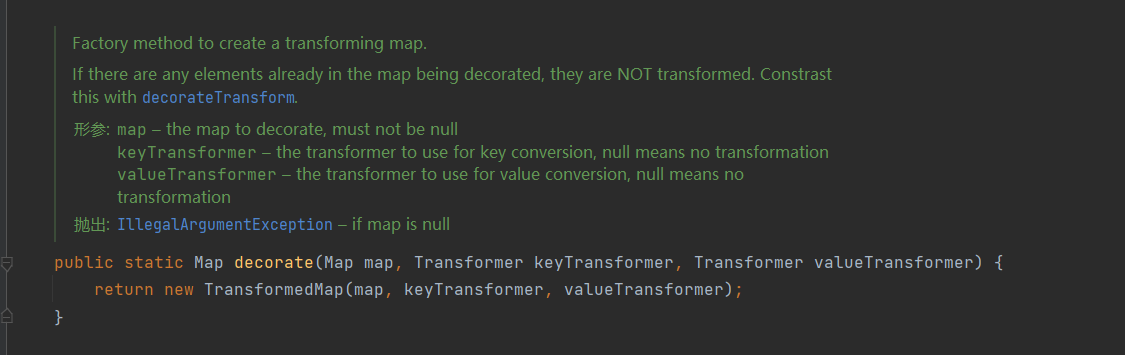 Factory method to create a transforming map.
If there are any elements already in the map being decorated, they are NOT transformed. Constrast
this with decorateTransform.
形参: map – the map to decorate, must not be null
keyTransformer – the transformer to use for key conversion, null means no transformation
valueTransformer – the transformer to use for value conversion, null means no
transformation
抛出: IllegalArgumentException – if map is null
public static Map decorate(Map map, Transformer keyTransformer, Transformer valueTransformer) {
    return new TransformedMap(map, keyTransformer, valueTransformer);
}